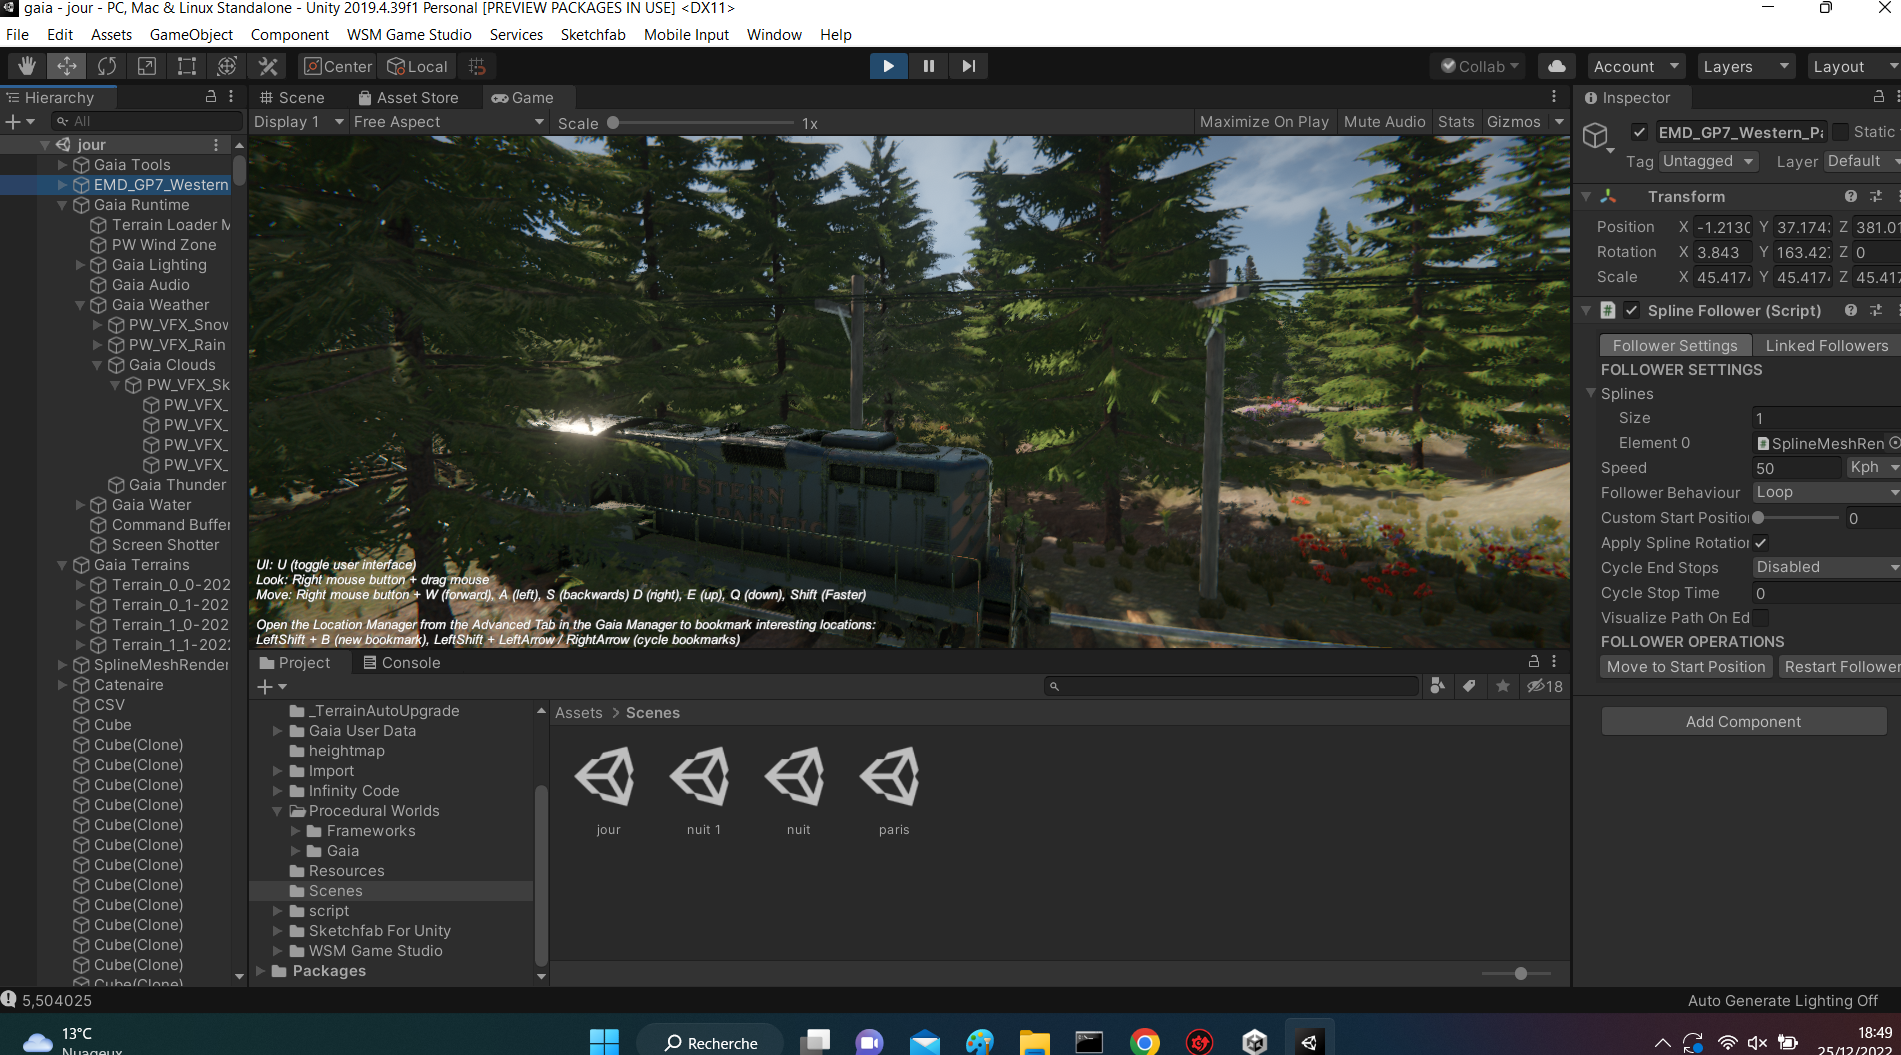 gaia - jour - PC, Mac & Linux Standalone - Unity 2019.4.39f1 Personal [PREVIEW PACKAGES IN USE] <DX11>
File Edit Assets GameObject Component WSM Game Studio Services Sketchfab Mobile Input Window Help
Center Local Collab Account Layers Layout
Hierarchy
All
jour
Gaia Tools
EMD_GP7_Western
Gaia Runtime
Terrain Loader M
PW Wind Zone
Gaia Lighting
Gaia Audio
Gaia Weather
PW_VFX_Snov
PW_VFX_Rain
Gaia Clouds
PW_VFX_Sk
PW_VFX_
PW_VFX_
PW_VFX_
PW_VFX_
Gaia Thunder
Gaia Water
Command Buffer
Screen Shotter
Gaia Terrains
Terrain_0_0-202
Terrain_0_1-202
Terrain_1_0-202
Terrain_1_1-202
SplineMeshRender
Catenaire
CSV
Cube
Cube(Clone)
Cube(Clone)
Cube(Clone)
Cube(Clone)
Cube(Clone)
Cube(Clone)
Cube(Clone)
Cube(Clone)
Cube(Clone)
Cube(Clone)
Cube(Clone)
Cube(Clone)
Cube(Clone)
Scene Asset Store Game
Display 1 Free Aspect Scale 1x Maximize On Play Mute Audio Stats Gizmos
WESTERN
PACIFIC
UI: U (toggle user interface)
Look: Right mouse button + drag mouse
Move: Right mouse button + W (forward), A (left), S (backwards) D (right), E (up), Q (down), Shift (Faster)
Open the Location Manager from the Advanced Tab in the Gaia Manager to bookmark interesting locations:
LeftShift + B (new bookmark), LeftShift + LeftArrow / RightArrow (cycle bookmarks)
Project Console
18
_TerrainAutoUpgrade
Gaia User Data
heightmap
Import
Infinity Code
Procedural Worlds
Frameworks
Gaia
Resources
Scenes
script
Sketchfab For Unity
WSM Game Studio
Packages
Assets > Scenes
jour nuit 1 nuit paris
Inspector
EMD_GP7_Western_Pa Static
Tag Untagged Layer Default
Transform
Position X -1.2130 Y 37.174 Z 381.01
Rotation X 3.843 Y 163.42 Z 0
Scale X 45.417 Y 45.417 Z 45.417
Spline Follower (Script)
Follower Settings Linked Followers
FOLLOWER SETTINGS
Splines
Size 1
Element 0 SplineMeshRen
Speed 50 Kph
Follower Behaviour Loop
Custom Start Positio 0
Apply Spline Rotatio
Cycle End Stops Disabled
Cycle Stop Time 0
Visualize Path On Ed
FOLLOWER OPERATIONS
Move to Start Position Restart Follower
Add Component
5,504025
Auto Generate Lighting Off
13°C
Nuageux
Recherche
18:49
25/12/2022